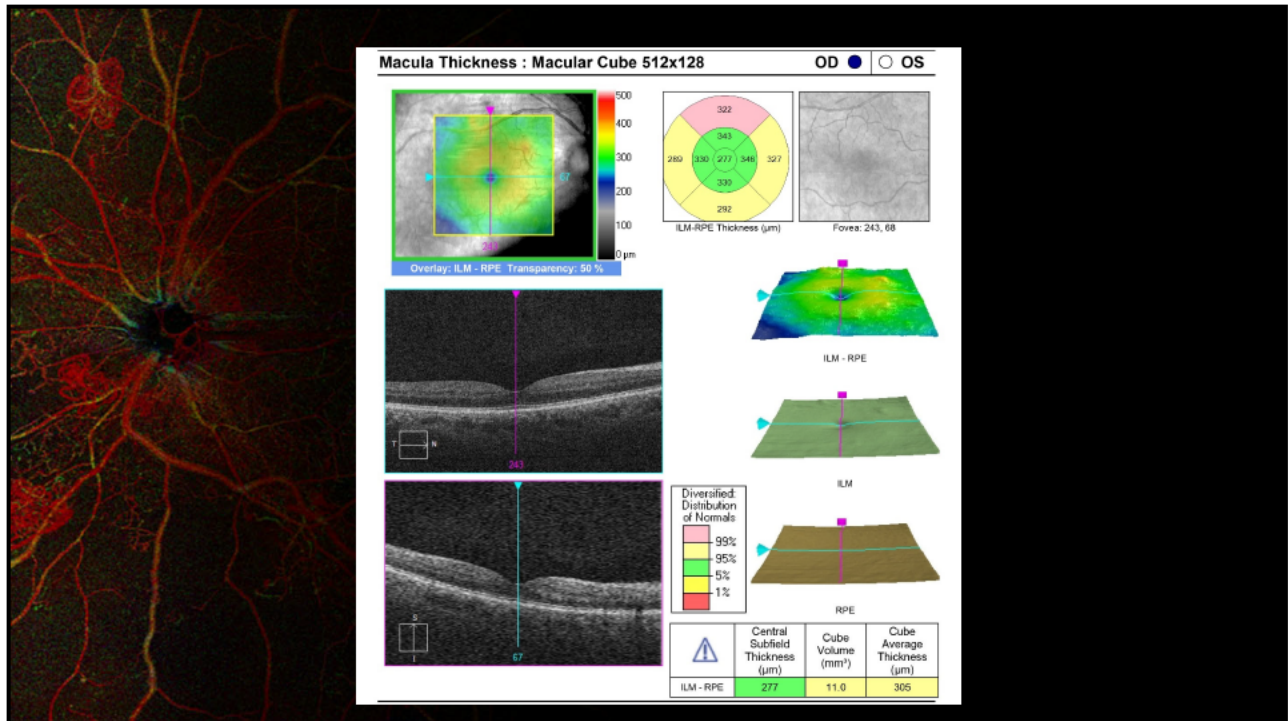 Macula Thickness : Macular Cube 512x128
OD OS
500
400
300
200
100
0 µm
67
243
Overlay: ILM - RPE Transparency: 50 %
322
343
289 330 277 346 327
330
292
ILM-RPE Thickness (µm)
Fovea: 243, 68
ILM - RPE
T N
243
ILM
S
I
67
Diversified:
Distribution
of Normals
99%
95%
5%
1%
RPE
Central
Subfield
Thickness
(µm)
Cube
Volume
(mm³)
Cube
Average
Thickness
(µm)
ILM - RPE 277 11.0 305